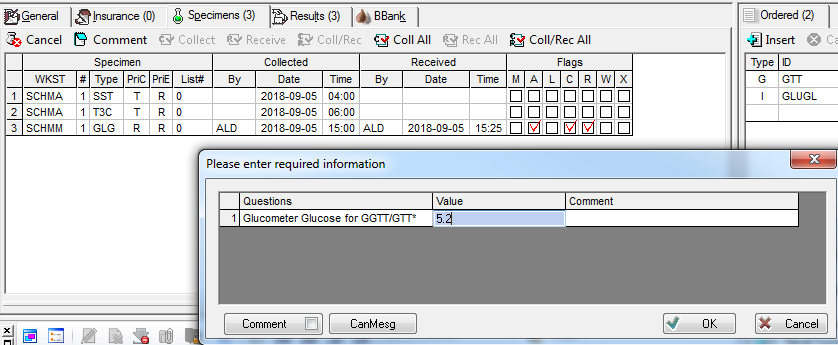 General Insurance (0) Specimens (3) Results (3) BBank Ordered (2)
Cancel Comment Collect Receive Coll/Rec Coll All Rec All Coll/Rec All Insert Ca
Specimen Collected Received Flags Type ID
WKST # Type PriC PriE List# By Date Time By Date Time M A L C R W X
1 SCHMA 1 SST T R 0 2018-09-05 04:00 G GTT
2 SCHMA 1 T3C T R 0 2018-09-05 06:00 I GLUGL
3 SCHMM 1 GLG R R 0 ALD 2018-09-05 15:00 ALD 2018-09-05 15:25
Please enter required information
Questions Value Comment
1 Glucometer Glucose for GGTT/GTT* 5.2
Comment CanMesg OK Cancel